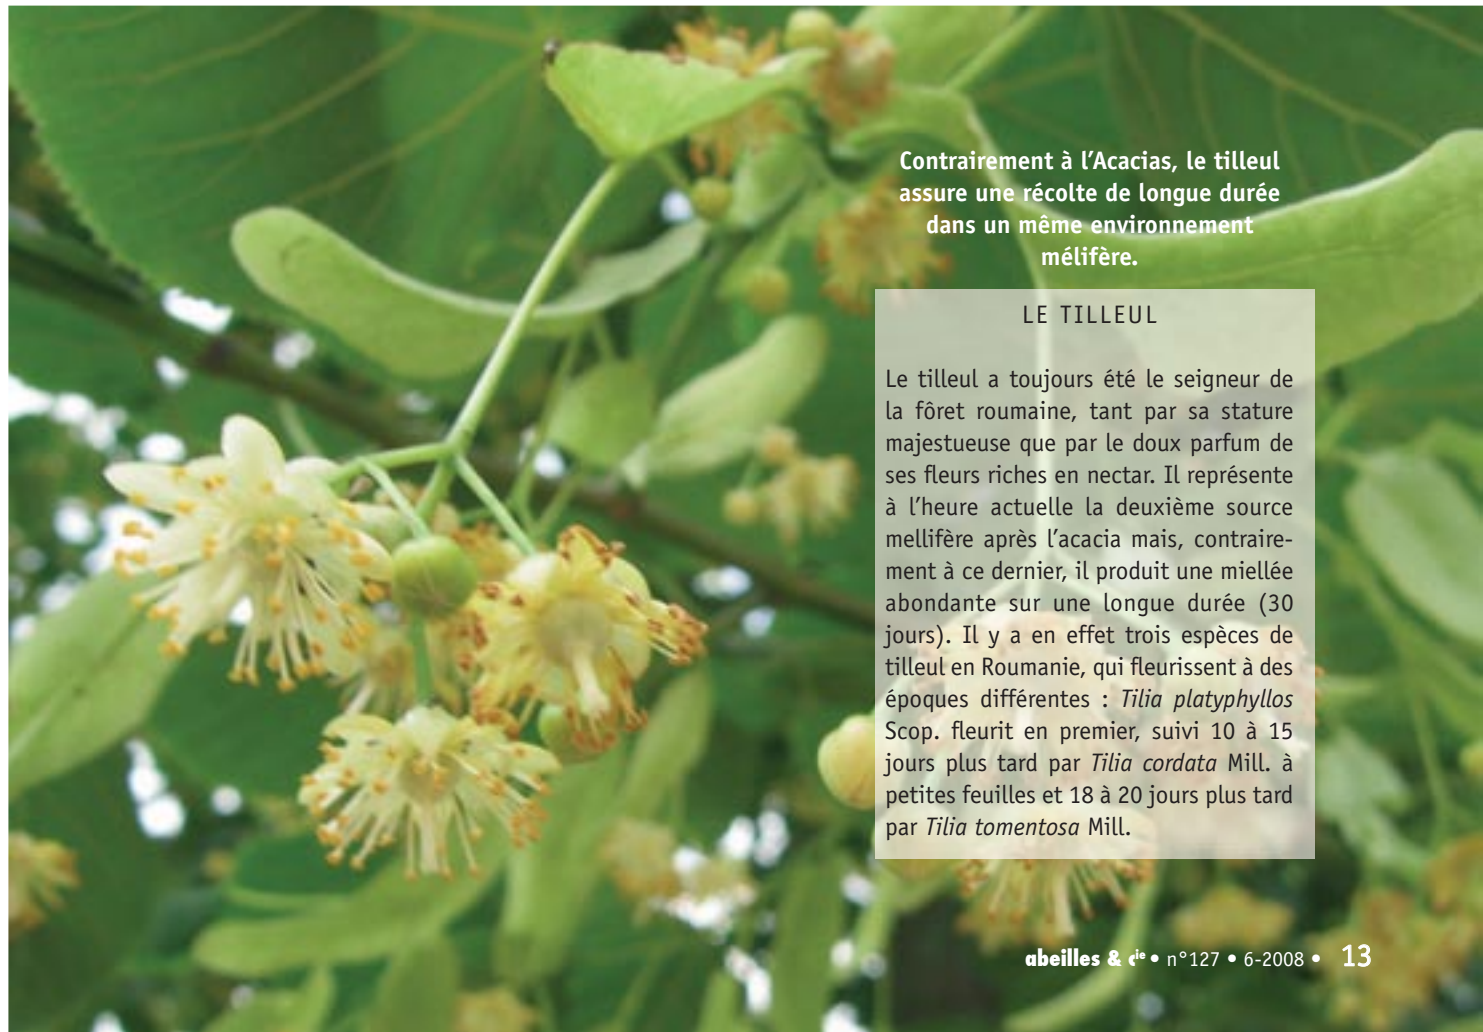 Contrairement à l'Acacias, le tilleul
assure une récolte de longue durée
dans un même environnement
mélifère.
LE TILLEUL
Le tilleul a toujours été le seigneur de
la fôret roumaine, tant par sa stature
majestueuse que par le doux parfum de
ses fleurs riches en nectar. Il représente
à l'heure actuelle la deuxième source
mellifère après l'acacia mais, contraire-
ment à ce dernier, il produit une miellée
abondante sur une longue durée (30
jours). Il y a en effet trois espèces de
tilleul en Roumanie, qui fleurissent à des
époques différentes : Tilia platyphyllos
Scop. fleurit en premier, suivi 10 à 15
jours plus tard par Tilia cordata Mill. à
petites feuilles et 18 à 20 jours plus tard
par Tilia tomentosa Mill.
abeilles & cie • n°127 • 6-2008 • 13